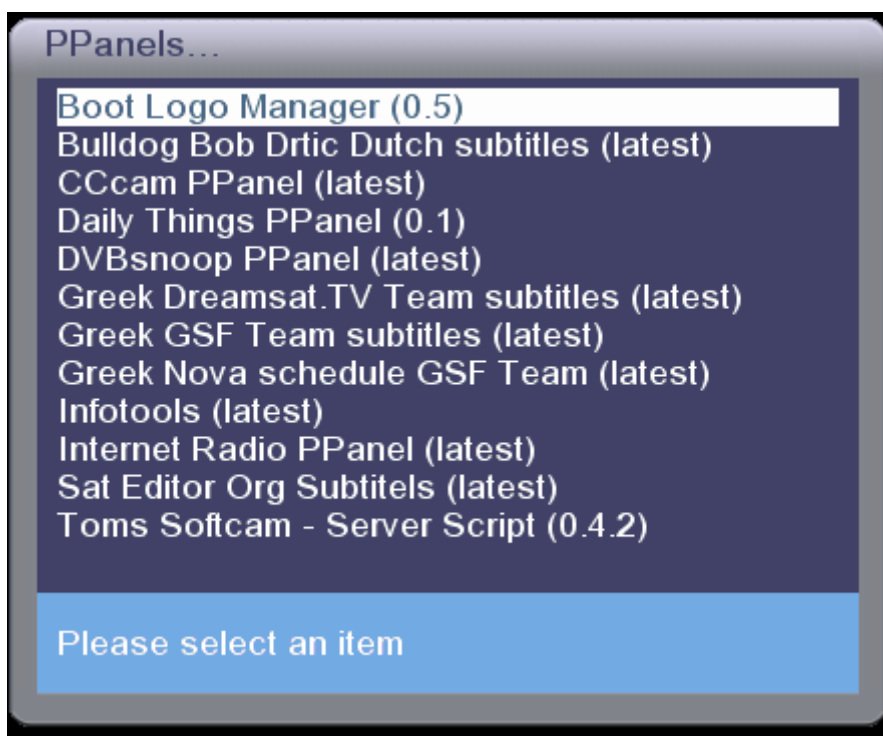 PPanels...
Boot Logo Manager (0.5)
Bulldog Bob Drtic Dutch subtitles (latest)
CCcam PPanel (latest)
Daily Things PPanel (0.1)
DVBsnoop PPanel (latest)
Greek Dreamsat.TV Team subtitles (latest)
Greek GSF Team subtitles (latest)
Greek Nova schedule GSF Team (latest)
Infotools (latest)
Internet Radio PPanel (latest)
Sat Editor Org Subtitels (latest)
Toms Softcam - Server Script (0.4.2)
Please select an item